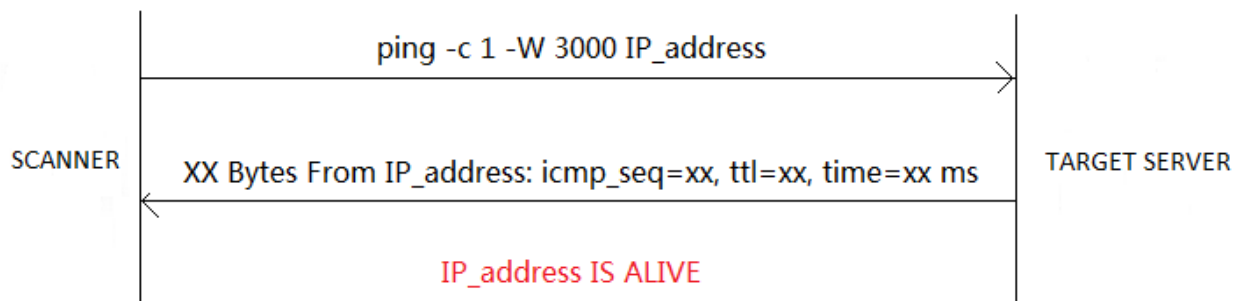 ping -c 1 -W 3000 IP_address
SCANNER
XX Bytes From IP_address: icmp_seq=xx, ttl=xx, time=xx ms
TARGET SERVER
IP_address IS ALIVE